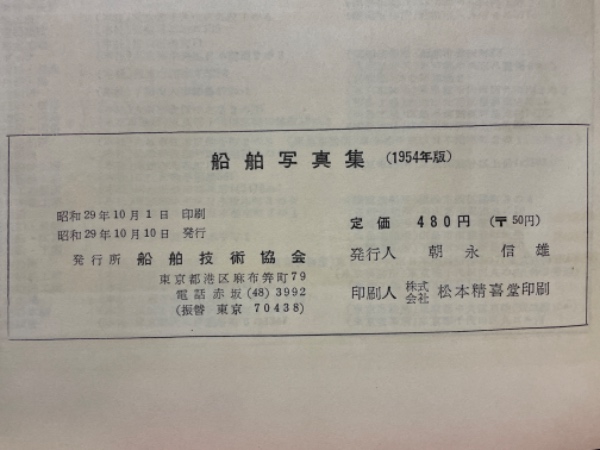 船舶写真集 (1954年版)
昭和29年10月1日 印刷
昭和29年10月10日 発行
発行所 船舶技術協会
東京都港区麻布笄町79
電話赤坂(48)3992
(振替 東京 70438)
定価 480円 (〒50円)
発行人 朝永信雄
印刷人 株式会社 松本精喜堂印刷